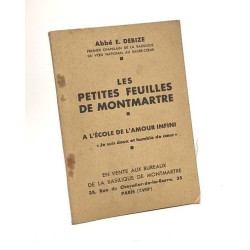 Abbé E. DERIZE
PREMIER CHAPELAIN DE LA BASILIQUE
DU VŒU NATIONAL AU SACRÉ-CŒUR
LES
PETITES FEUILLES
DE MONTMARTRE
A L'ÉCOLE DE L'AMOUR INFINI
« Je suis doux et humble de cœur »
EN VENTE AUX BUREAUX
DE LA BASILIQUE DE MONTMARTRE
35, Rue du Chevalier-de-la-Barre, 35
PARIS (XVIIIᵉ)